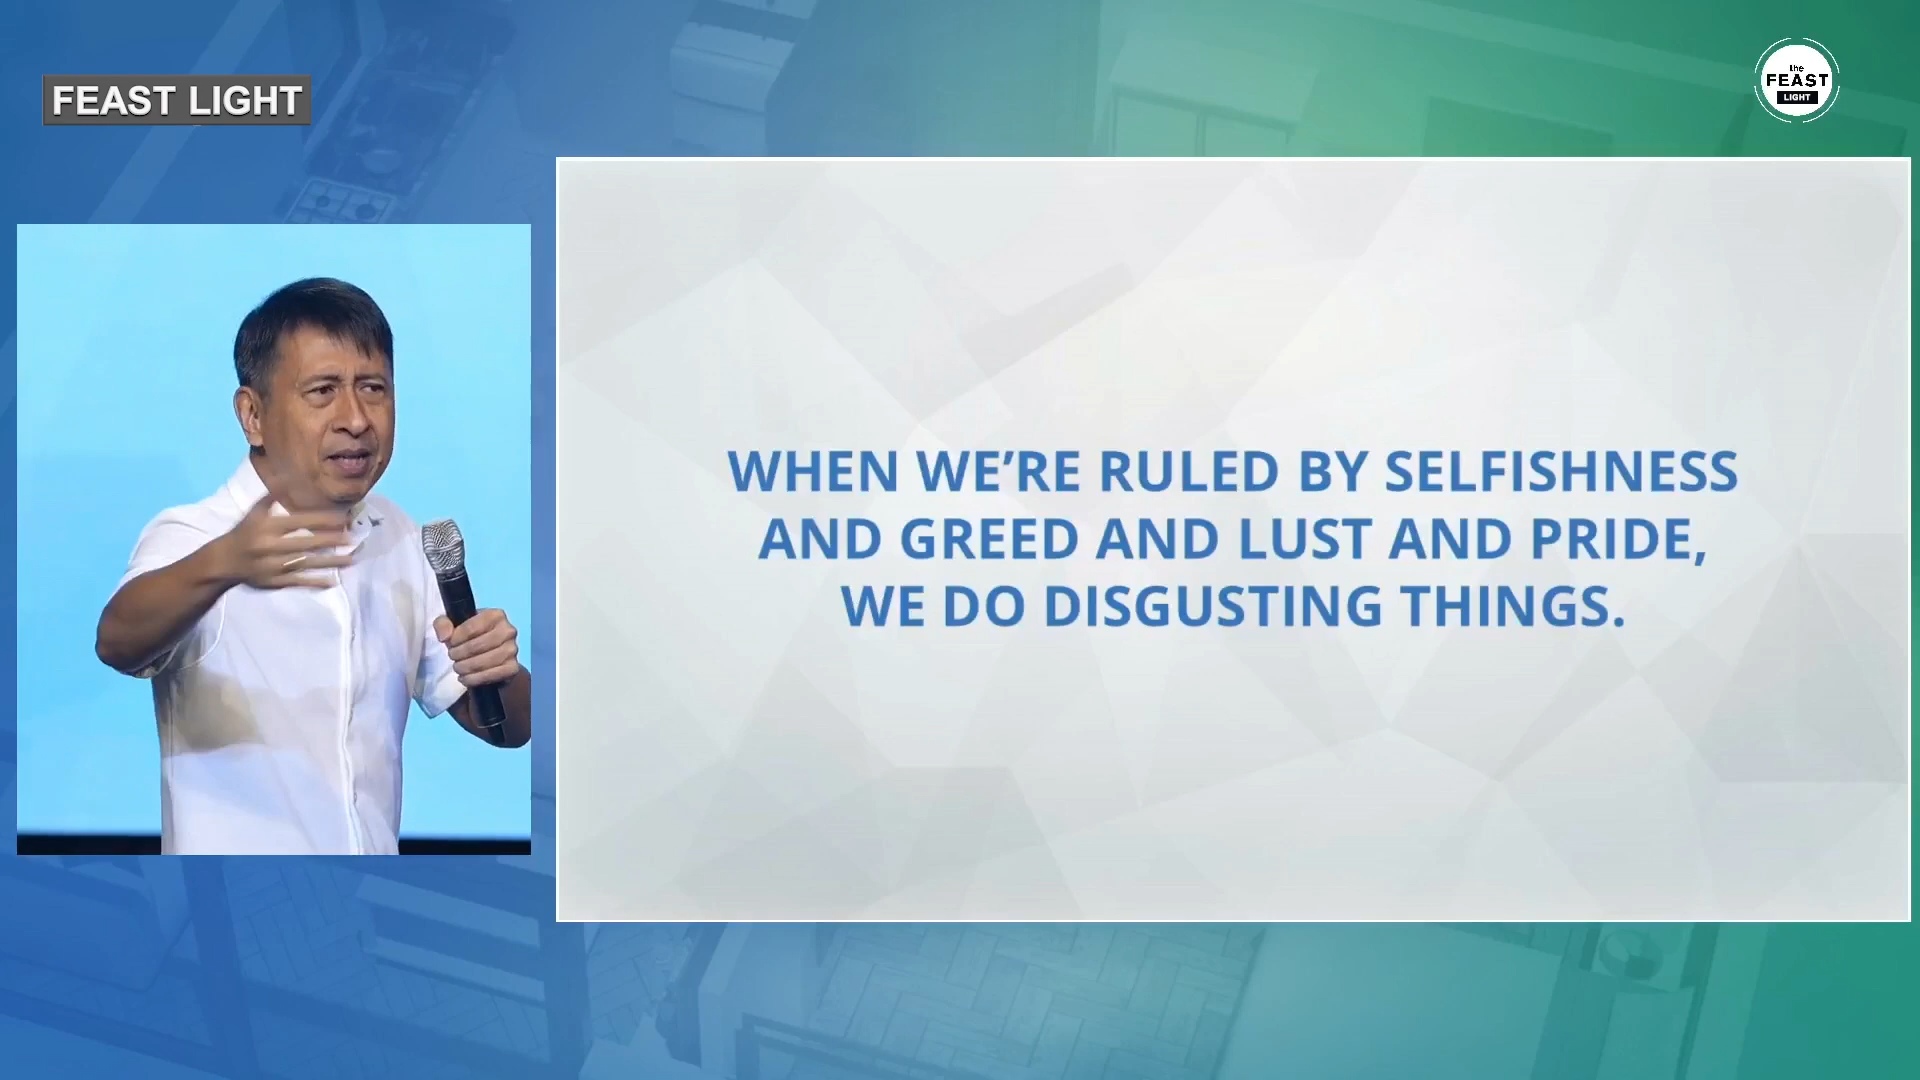 FEAST LIGHT
the
FEAST
LIGHT
WHEN WE’RE RULED BY SELFISHNESS
AND GREED AND LUST AND PRIDE,
WE DO DISGUSTING THINGS.